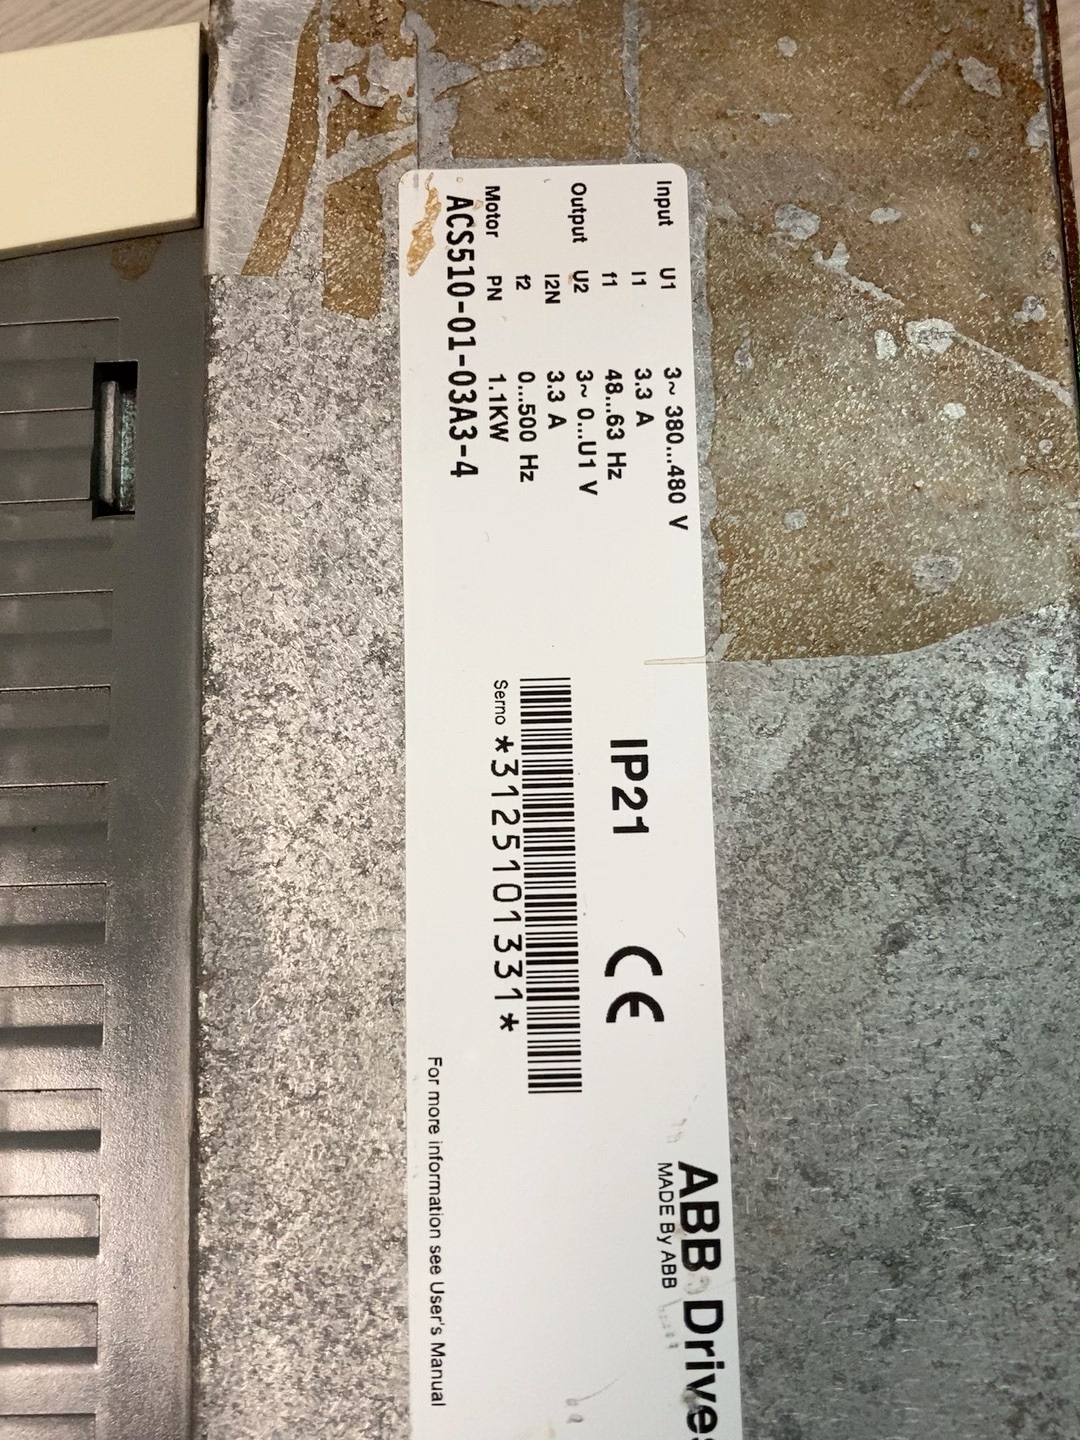 ABB Drives
MADE By ABB
Input U1 3~ 380...480 V
I1 3.3 A
f1 48...63 Hz
Output U2 3~ 0...U1 V
I2N 3.3 A
f2 0...500 Hz
Motor PN 1.1KW
ACS510-01-03A3-4
IP21
CE
Serno *3125101331*
For more information see User's Manual